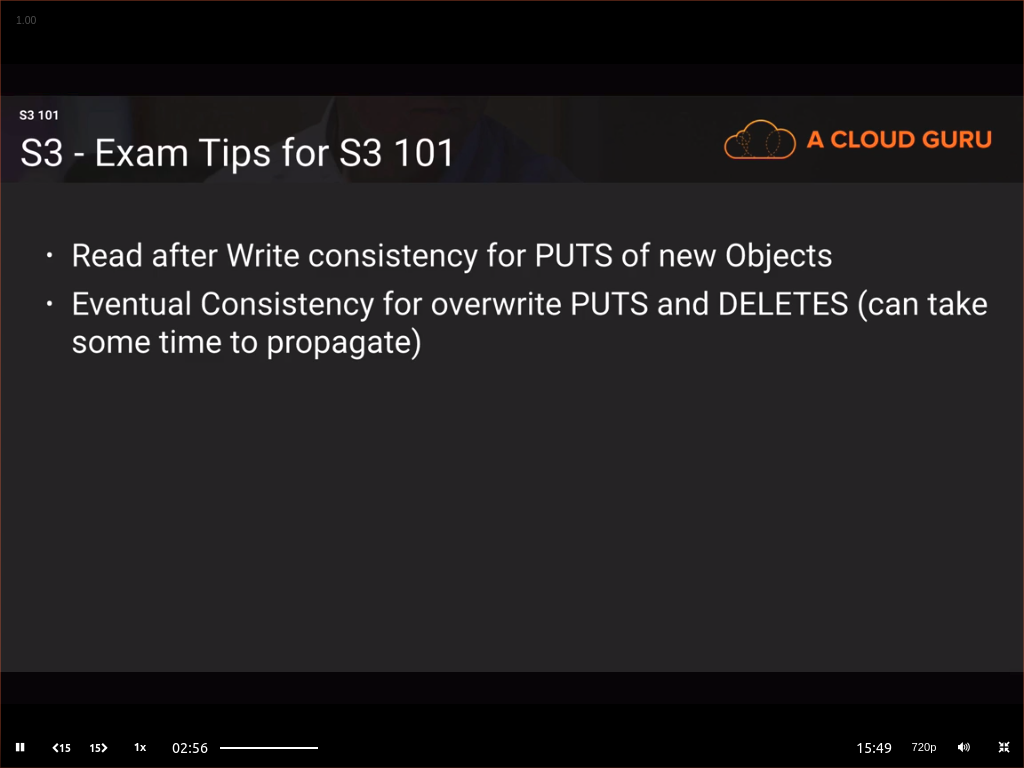 1.00
S3 101
S3 - Exam Tips for S3 101
A CLOUD GURU
• Read after Write consistency for PUTS of new Objects
• Eventual Consistency for overwrite PUTS and DELETES (can take
some time to propagate)
15 15 1x 02:56 15:49 720p